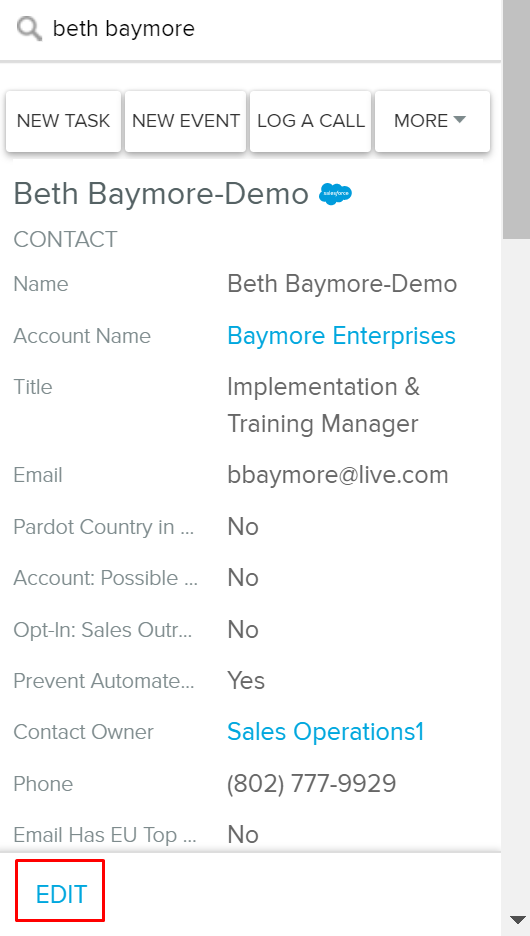 beth baymore
NEW TASK NEW EVENT LOG A CALL MORE
Beth Baymore-Demo salesforce
CONTACT
Name Beth Baymore-Demo
Account Name Baymore Enterprises
Title Implementation &
Training Manager
Email bbaymore@live.com
Pardot Country in ... No
Account: Possible ... No
Opt-In: Sales Outr... No
Prevent Automate... Yes
Contact Owner Sales Operations1
Phone (802) 777-9929
Email Has EU Top ... No
EDIT